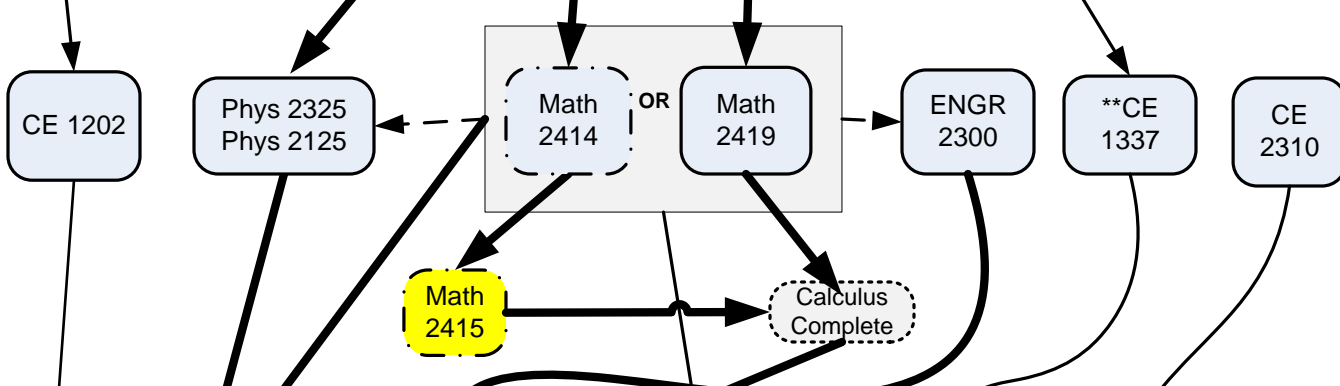 CE 1202
Phys 2325
Phys 2125
Math
2414
OR
Math
2419
ENGR
2300
**CE
1337
CE
2310
Math
2415
Calculus
Complete